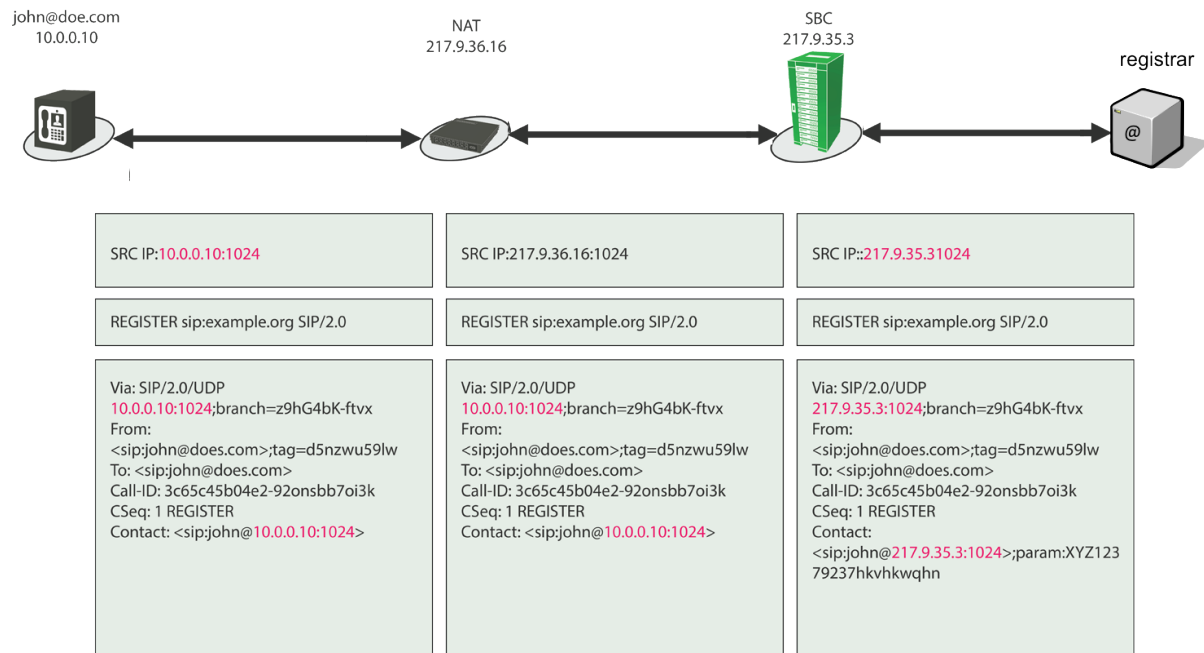 john@doe.com
10.0.0.10
NAT
217.9.36.16
SBC
217.9.35.3
registrar
@
SRC IP:10.0.0.10:1024
REGISTER sip:example.org SIP/2.0
Via: SIP/2.0/UDP
10.0.0.10:1024;branch=z9hG4bK-ftvx
From:
<sip:john@does.com>;tag=d5nzwu59lw
To: <sip:john@does.com>
Call-ID: 3c65c45b04e2-92onsbb7oi3k
CSeq: 1 REGISTER
Contact: <sip:john@10.0.0.10:1024>
SRC IP:217.9.36.16:1024
REGISTER sip:example.org SIP/2.0
Via: SIP/2.0/UDP
10.0.0.10:1024;branch=z9hG4bK-ftvx
From:
<sip:john@does.com>;tag=d5nzwu59lw
To: <sip:john@does.com>
Call-ID: 3c65c45b04e2-92onsbb7oi3k
CSeq: 1 REGISTER
Contact: <sip:john@10.0.0.10:1024>
SRC IP::217.9.35.31024
REGISTER sip:example.org SIP/2.0
Via: SIP/2.0/UDP
217.9.35.3:1024;branch=z9hG4bK-ftvx
From:
<sip:john@does.com>;tag=d5nzwu59lw
To: <sip:john@does.com>
Call-ID: 3c65c45b04e2-92onsbb7oi3k
CSeq: 1 REGISTER
Contact:
<sip:john@217.9.35.3:1024>;param:XYZ123
79237hkvhkwqhn